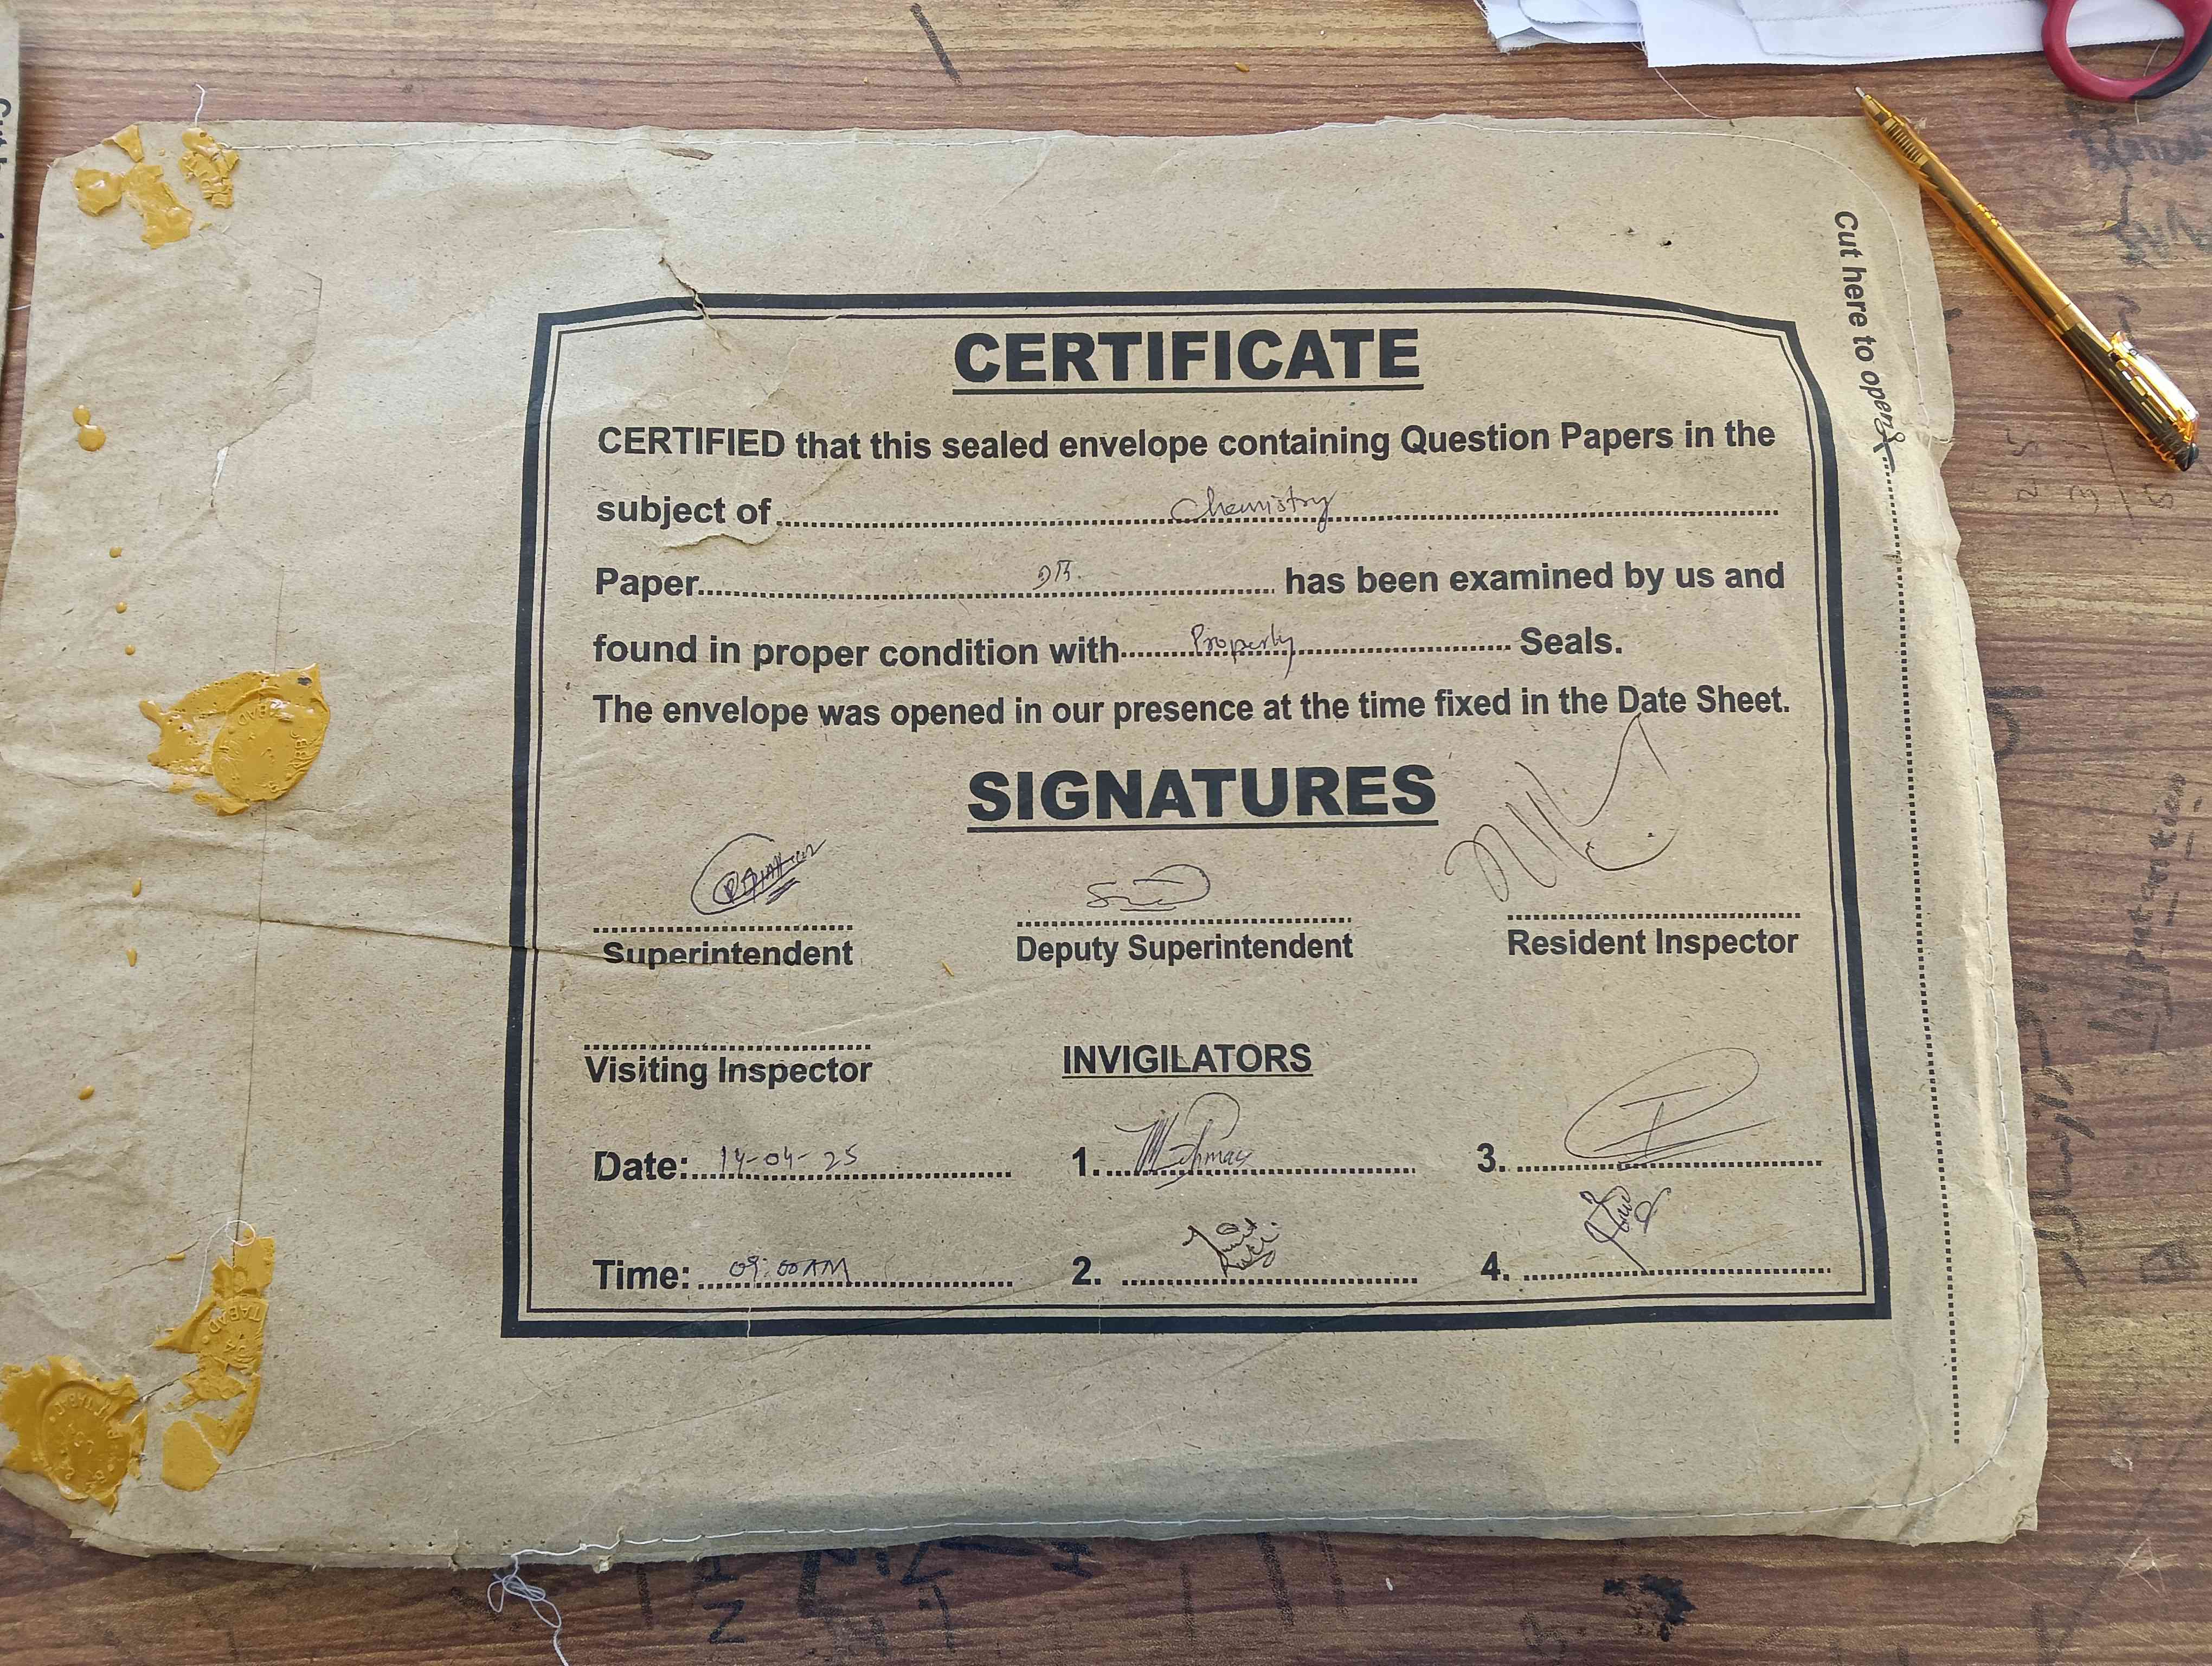 Cut here to open
CERTIFICATE
CERTIFIED that this sealed envelope containing Question Papers in the
subject of Chemistry
Paper has been examined by us and
found in proper condition with Properly Seals.
The envelope was opened in our presence at the time fixed in the Date Sheet.
SIGNATURES
Superintendent Deputy Superintendent Resident Inspector
Visiting Inspector INVIGILATORS
Date: 14-04-25 1. 3.
Time: 09:00AM 2. 4.